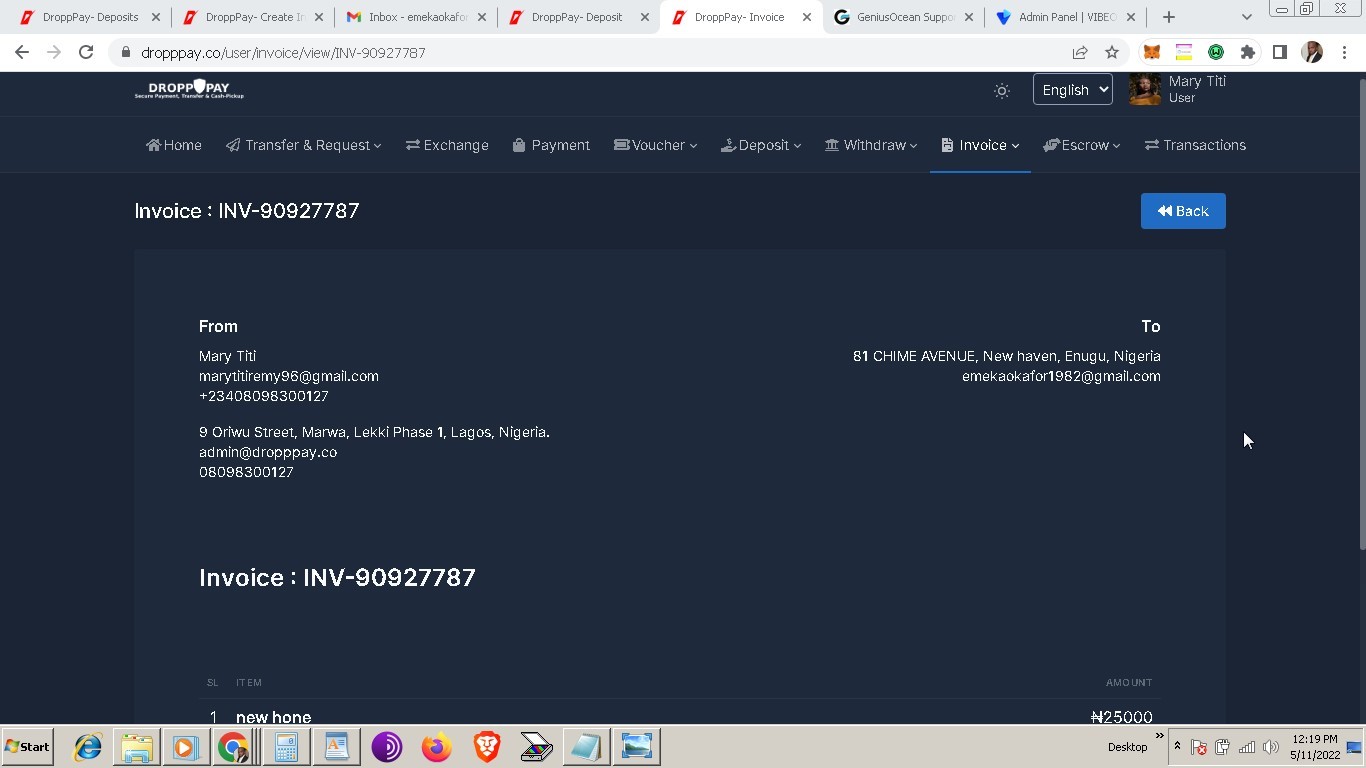 DroppPay- Deposits
DroppPay- Create In
Inbox - emekaokafor
DroppPay- Deposit
DroppPay- Invoice
GeniusOcean Suppo
Admin Panel | VIBEO
dropppay.co/user/invoice/view/INV-90927787
DROPP PAY
Secure Payment, Transfer & Cash-Pickup
English
Mary Titi
User
Home Transfer & Request Exchange Payment Voucher Deposit Withdraw Invoice Escrow Transactions
Invoice : INV-90927787
Back
From
Mary Titi
marytitiremy96@gmail.com
+23408098300127
9 Oriwu Street, Marwa, Lekki Phase 1, Lagos, Nigeria.
admin@dropppay.co
08098300127
To
81 CHIME AVENUE, New haven, Enugu, Nigeria
emekaokafor1982@gmail.com
Invoice : INV-90927787
SL ITEM AMOUNT
1 new hone ₦25000
Start
Desktop
12:19 PM
5/11/2022